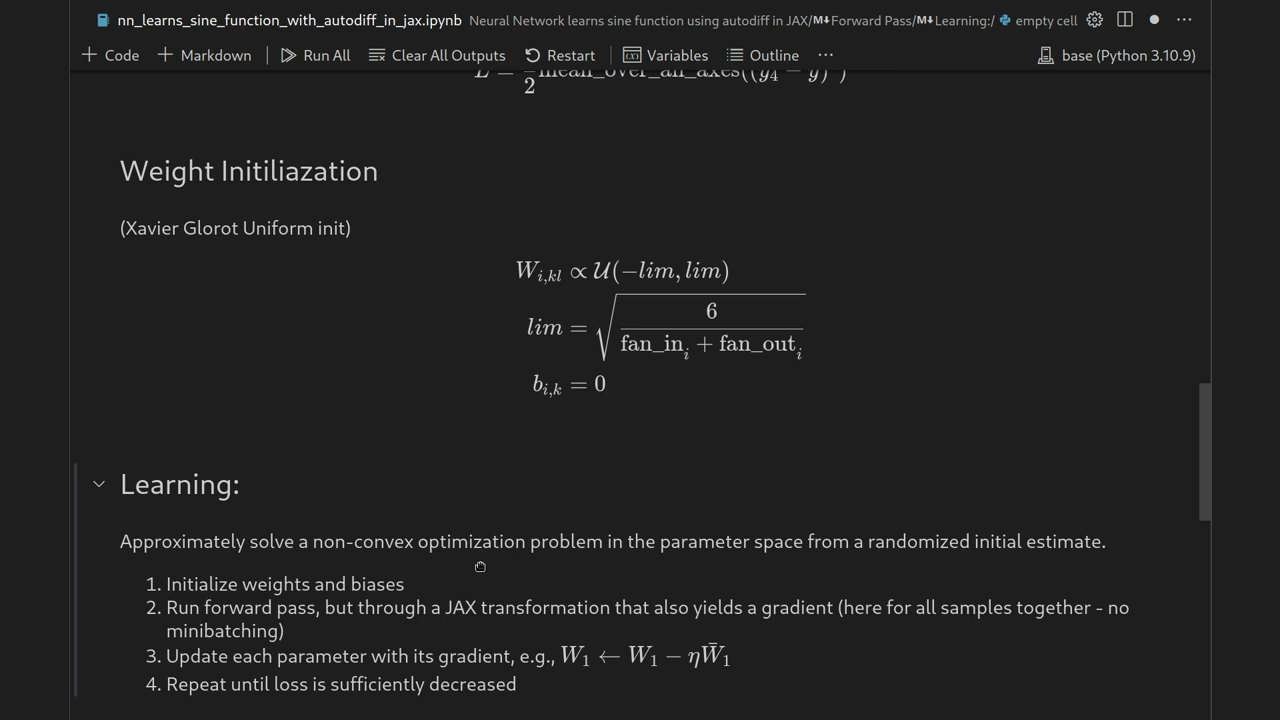 nn_learns_sine_function_with_autodiff_in_jax.ipynb Neural Network learns sine function using autodiff in JAX/M↓Forward Pass/M↓Learning:/ empty cell ···
+ Code + Markdown Run All Clear All Outputs Restart Variables Outline ··· base (Python 3.10.9)
L = 1/2 mean_over_all_axes((y_4 − y)^2)
Weight Initiliazation
(Xavier Glorot Uniform init)
W_{i,kl} ∝ 𝒰(−lim, lim)
lim = √(6 / (fan_in_i + fan_out_i))
b_{i,k} = 0
Learning:
Approximately solve a non-convex optimization problem in the parameter space from a randomized initial estimate.
1. Initialize weights and biases
2. Run forward pass, but through a JAX transformation that also yields a gradient (here for all samples together - no
minibatching)
3. Update each parameter with its gradient, e.g., W_1 ← W_1 − ηW̄_1
4. Repeat until loss is sufficiently decreased